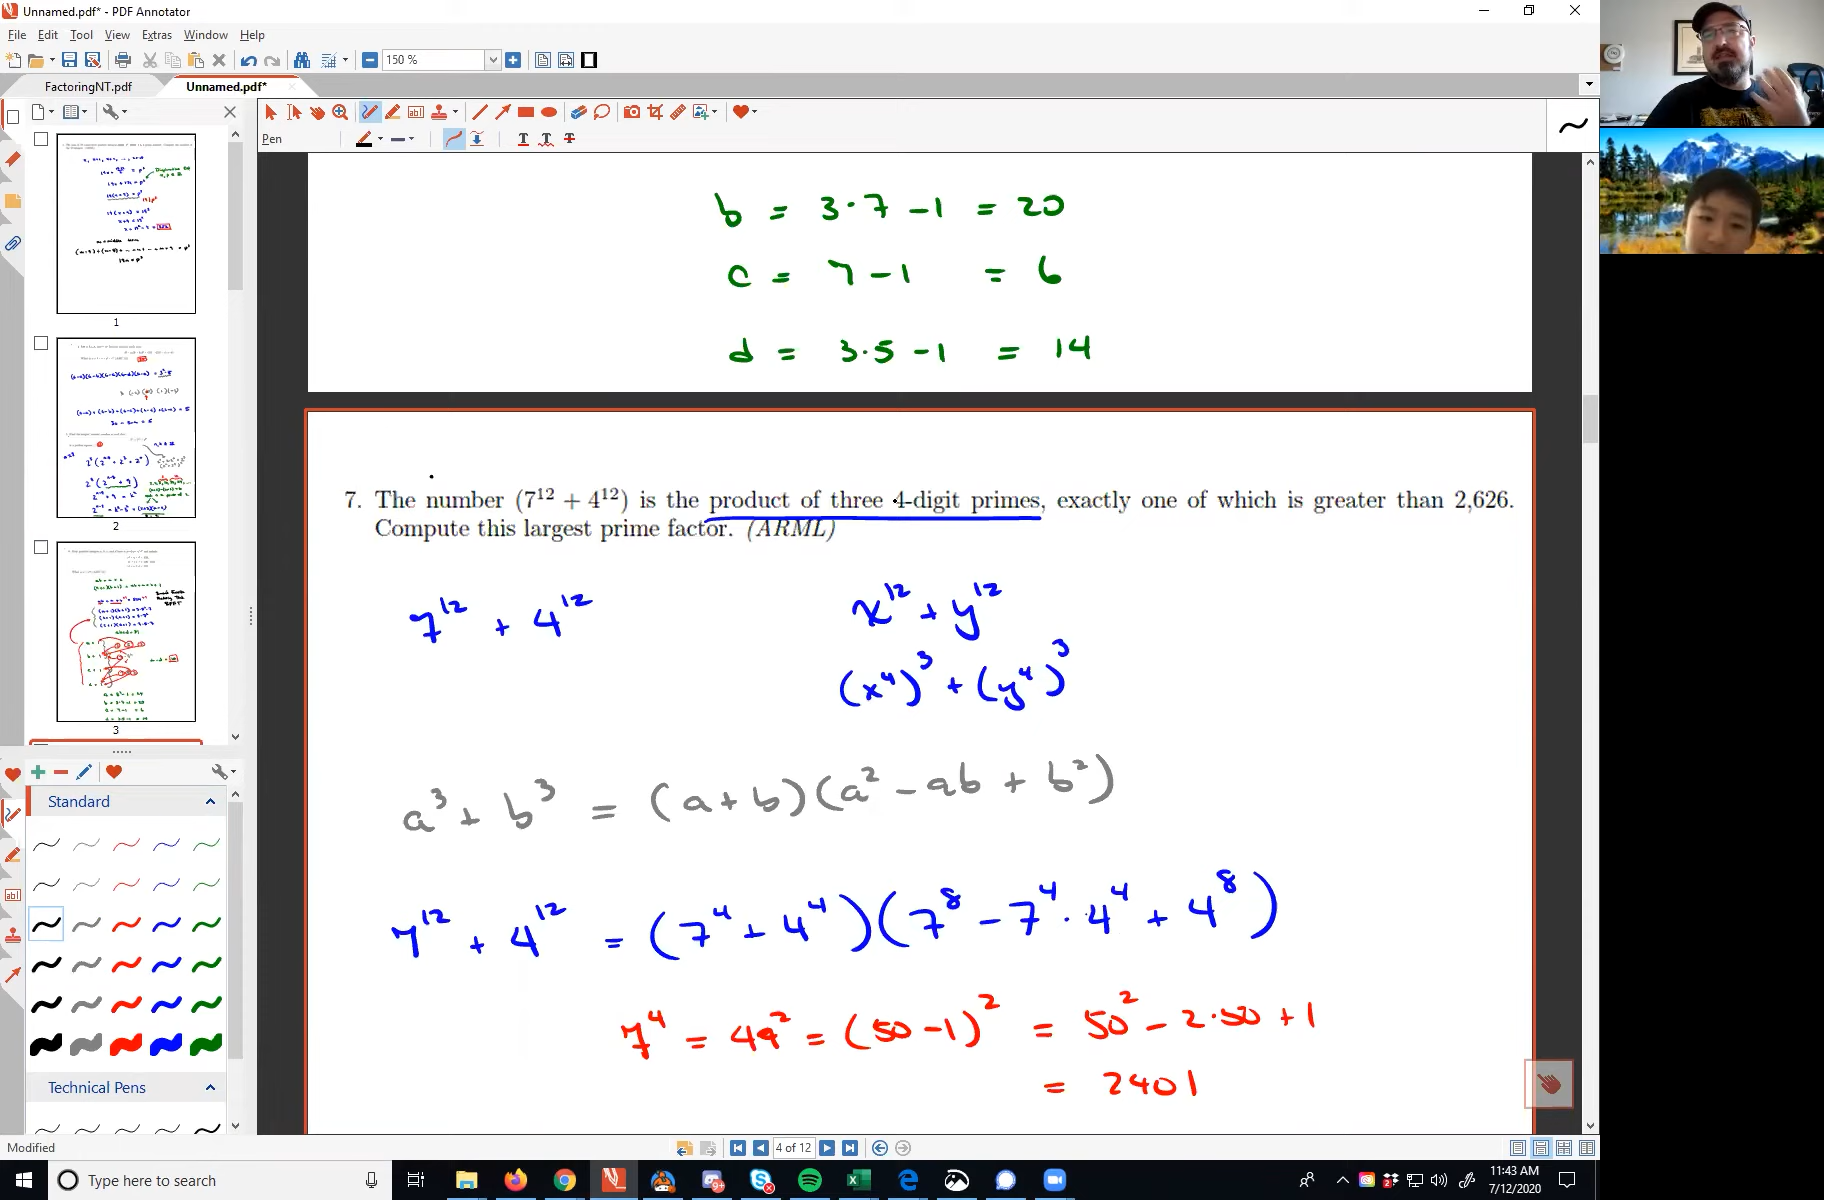 Unnamed.pdf* - PDF Annotator
File Edit Tool View Extras Window Help
150 %
FactoringNT.pdf
Unnamed.pdf*
Pen
1
2
3
Standard
Technical Pens
b = 3·7 - 1 = 20
c = 7 - 1 = 6
d = 3·5 - 1 = 14
7. The number (7¹² + 4¹²) is the product of three 4-digit primes, exactly one of which is greater than 2,626.
Compute this largest prime factor. (ARML)
7¹² + 4¹²
x¹² + y¹²
(x⁴)³ + (y⁴)³
a³ + b³ = (a + b)(a² - ab + b²)
7¹² + 4¹² = (7⁴ + 4⁴)(7⁸ - 7⁴ · 4⁴ + 4⁸)
7⁴ = 49² = (50 - 1)² = 50² - 2·50 + 1
= 2401
Modified
4 of 12
Type here to search
11:43 AM
7/12/2020